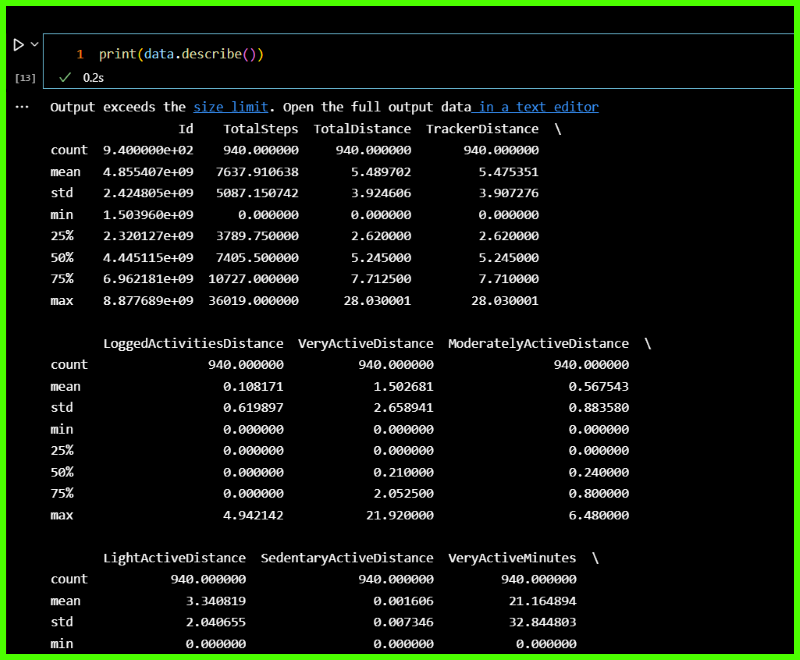 1 print(data.describe())
[13] ✓ 0.2s
... Output exceeds the size limit. Open the full output data in a text editor
Id TotalSteps TotalDistance TrackerDistance \
count 9.400000e+02 940.000000 940.000000 940.000000
mean 4.855407e+09 7637.910638 5.489702 5.475351
std 2.424805e+09 5087.150742 3.924606 3.907276
min 1.503960e+09 0.000000 0.000000 0.000000
25% 2.320127e+09 3789.750000 2.620000 2.620000
50% 4.445115e+09 7405.500000 5.245000 5.245000
75% 6.962181e+09 10727.000000 7.712500 7.710000
max 8.877689e+09 36019.000000 28.030001 28.030001
LoggedActivitiesDistance VeryActiveDistance ModeratelyActiveDistance \
count 940.000000 940.000000 940.000000
mean 0.108171 1.502681 0.567543
std 0.619897 2.658941 0.883580
min 0.000000 0.000000 0.000000
25% 0.000000 0.000000 0.000000
50% 0.000000 0.210000 0.240000
75% 0.000000 2.052500 0.800000
max 4.942142 21.920000 6.480000
LightActiveDistance SedentaryActiveDistance VeryActiveMinutes \
count 940.000000 940.000000 940.000000
mean 3.340819 0.001606 21.164894
std 2.040655 0.007346 32.844803
min 0.000000 0.000000 0.000000